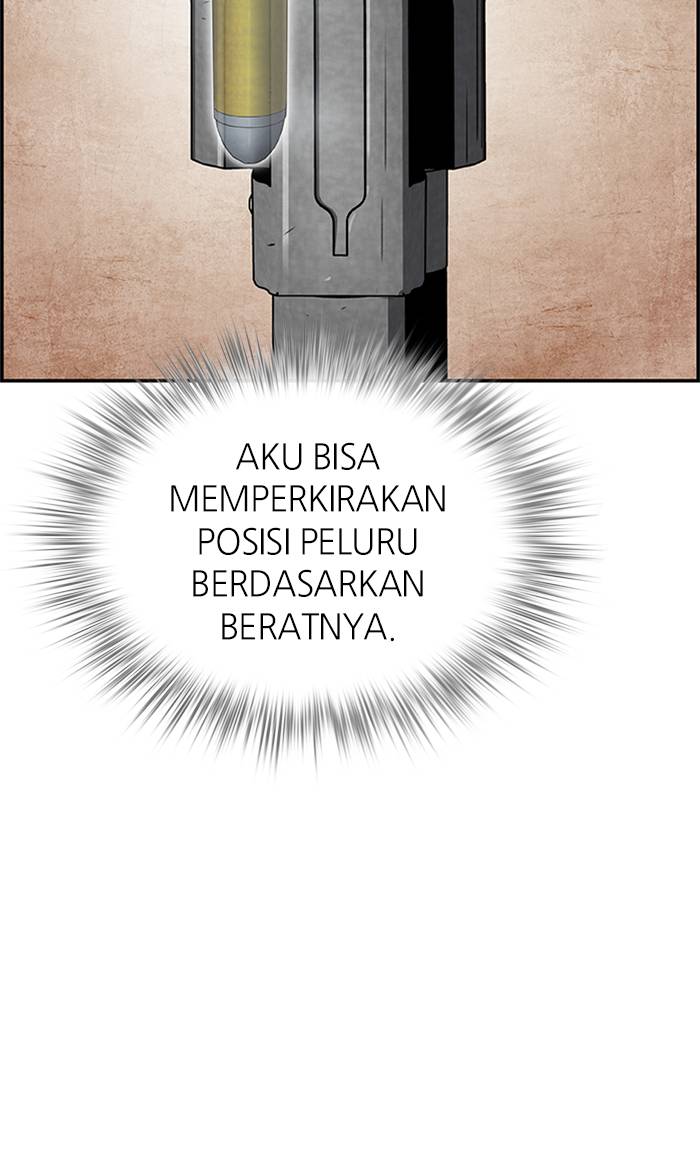 AKU BISA
MEMPERKIRAKAN
POSISI PELURU
BERDASARKAN
BERATNYA.